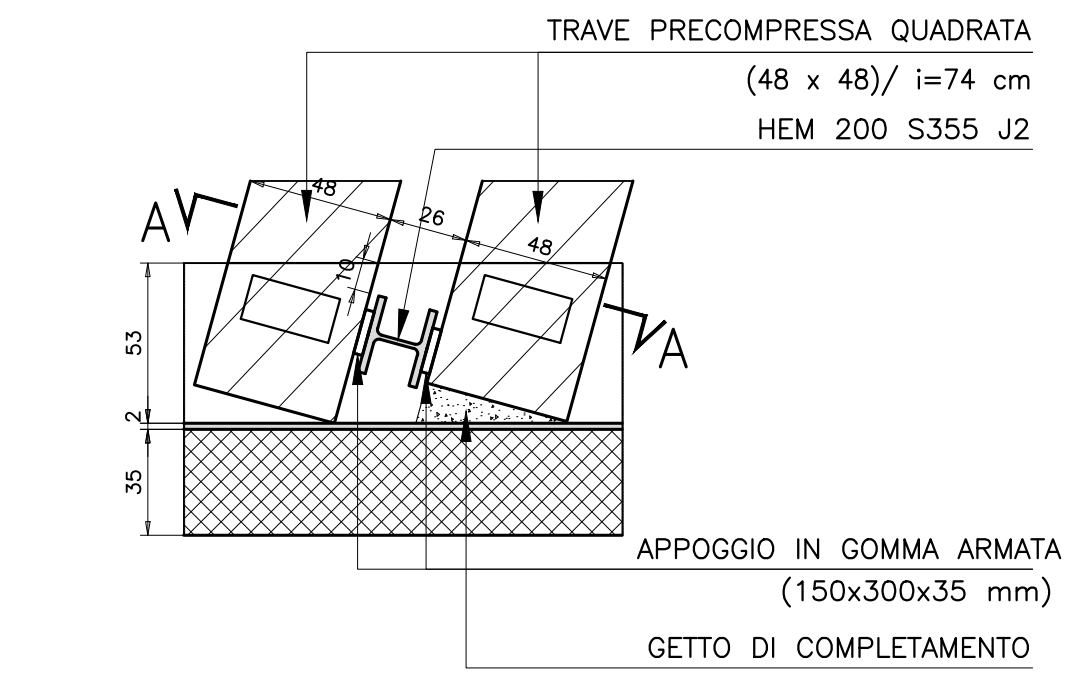 TRAVE PRECOMPRESSA QUADRATA
(48 x 48)/ i=74 cm
HEM 200 S355 J2
A
48
26
48
10
A
53
2
35
APPOGGIO IN GOMMA ARMATA
(150x300x35 mm)
GETTO DI COMPLETAMENTO